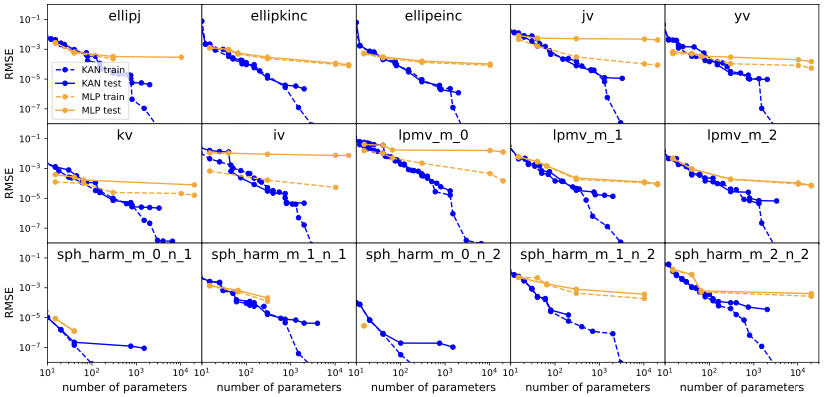 ellipj ellipkinc ellipeinc jv yv
RMSE
10⁻¹
10⁻³
10⁻⁵
10⁻⁷
KAN train
KAN test
MLP train
MLP test
kv iv lpmv_m_0 lpmv_m_1 lpmv_m_2
RMSE
10⁻¹
10⁻³
10⁻⁵
10⁻⁷
sph_harm_m_0_n_1 sph_harm_m_1_n_1 sph_harm_m_0_n_2 sph_harm_m_1_n_2 sph_harm_m_2_n_2
RMSE
10⁻¹
10⁻³
10⁻⁵
10⁻⁷
10¹ 10² 10³ 10⁴ 10¹ 10² 10³ 10⁴ 10¹ 10² 10³ 10⁴ 10¹ 10² 10³ 10⁴ 10¹ 10² 10³ 10⁴
number of parameters number of parameters number of parameters number of parameters number of parameters